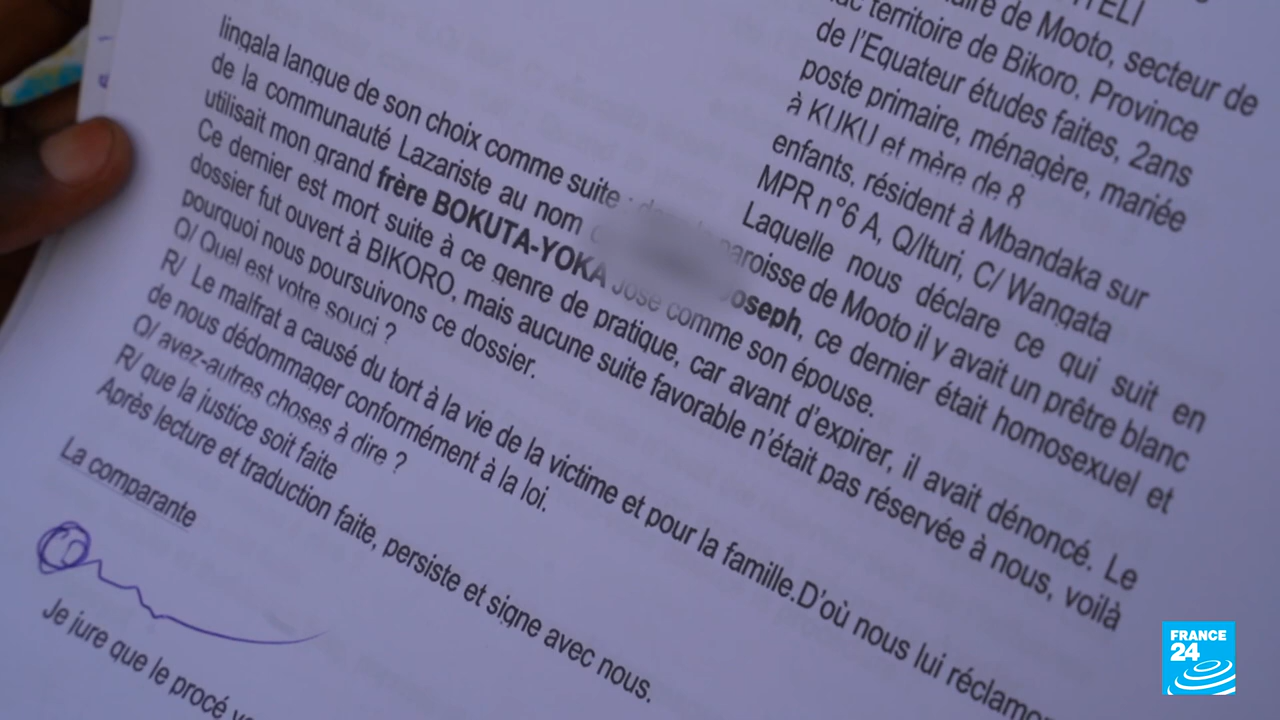 ITELI
aire de Mooto, secteur de
lac territoire de Bikoro. Province
de l'Equateur études faites, 2ans
poste primaire, ménagère, mariée
à KUKU et mère de 8
enfants, résident à Mbandaka sur
MPR n°6 A, Q/Ituri, C/ Wangata
Laquelle nous déclare ce qui suit en
lingala langue de son choix comme suite : paroisse de Mooto il y avait un prêtre blanc
de la communauté Lazariste au nom oseph, ce dernier était homosexuel et
utilisait mon grand frère BOKUTA-YOKA José comme son épouse.
Ce dernier est mort suite à ce genre de pratique, car avant d'expirer, il avait dénoncé. Le
dossier fut ouvert à BIKORO, mais aucune suite favorable n'était pas réservée à nous, voilà
pourquoi nous poursuivons ce dossier.
Q/ Quel est votre souci ?
R/ Le malfrat a causé du tort à la vie de la victime et pour la famille.D'où nous lui réclamon
de nous dédommager conformément à la loi.
Q/ avez-autres choses à dire ?
R/ que la justice soit faite
Après lecture et traduction faite, persiste et signe avec nous.
La comparante
Je jure que le procé
FRANCE
24